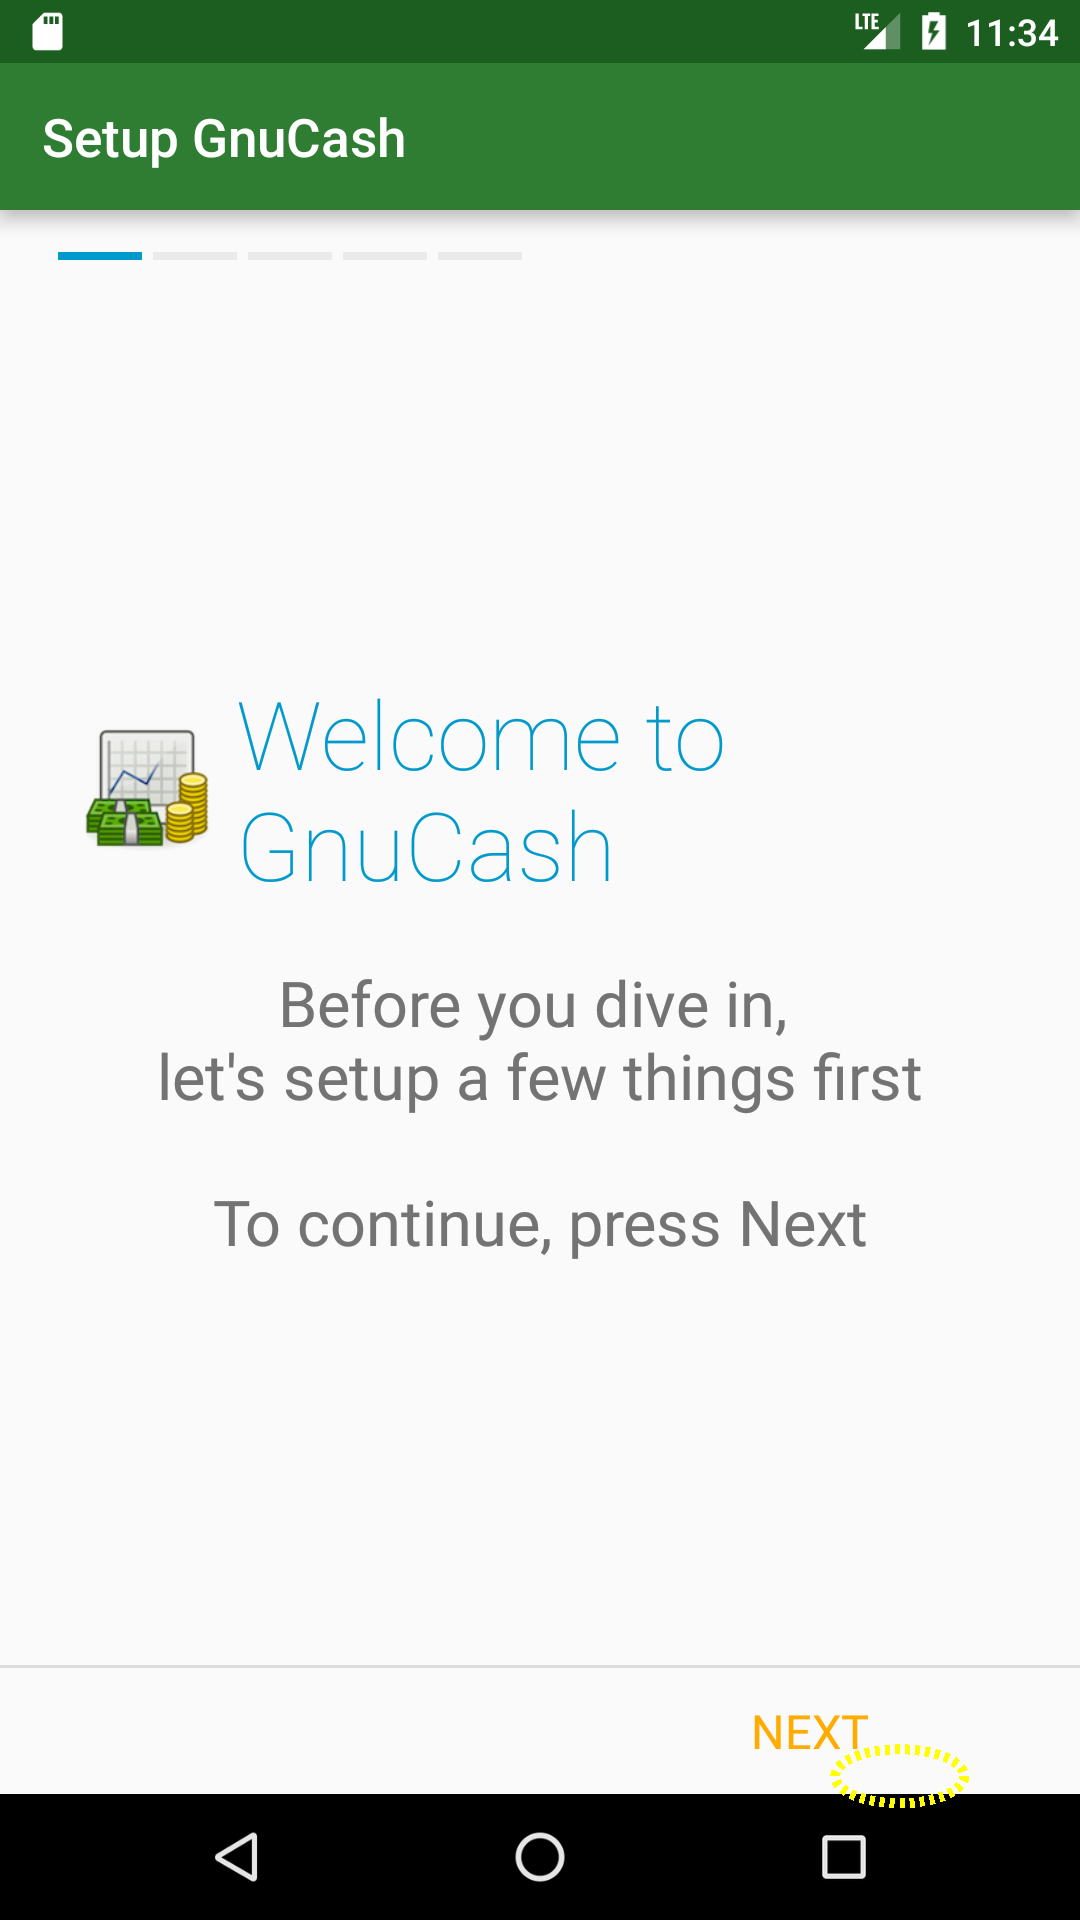 LTE 11:34
Setup GnuCash
Welcome to
GnuCash
Before you dive in,
let's setup a few things first
To continue, press Next
NEXT